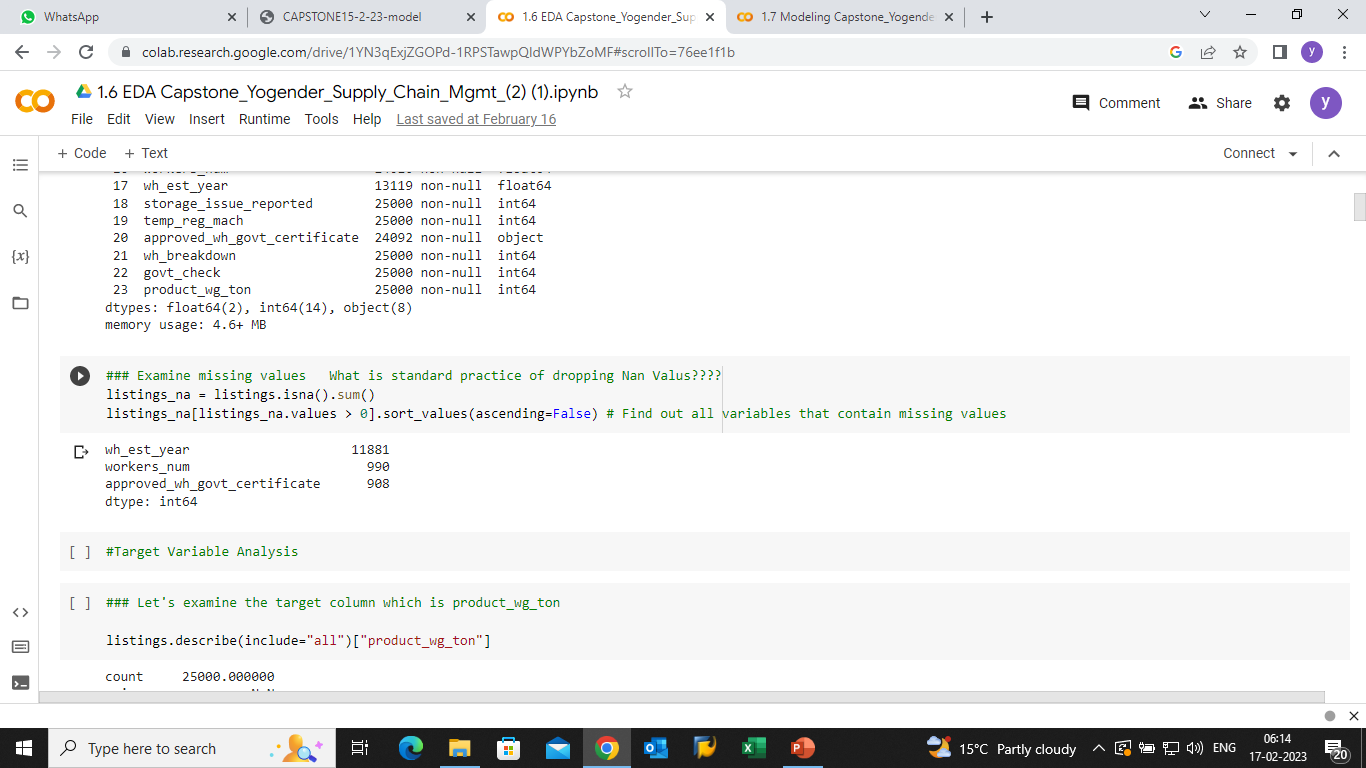 WhatsApp
CAPSTONE15-2-23-model
1.6 EDA Capstone_Yogender_Sup
1.7 Modeling Capstone_Yogende
colab.research.google.com/drive/1YN3qExjZGOPd-1RPSTawpQIdWPYbZoMF#scrollTo=76ee1f1b
y
CO
1.6 EDA Capstone_Yogender_Supply_Chain_Mgmt_(2) (1).ipynb
Comment
Share
y
File Edit View Insert Runtime Tools Help Last saved at February 16
+ Code + Text
Connect
17 wh_est_year 13119 non-null float64
18 storage_issue_reported 25000 non-null int64
19 temp_reg_mach 25000 non-null int64
20 approved_wh_govt_certificate 24092 non-null object
21 wh_breakdown 25000 non-null int64
22 govt_check 25000 non-null int64
23 product_wg_ton 25000 non-null int64
dtypes: float64(2), int64(14), object(8)
memory usage: 4.6+ MB
### Examine missing values What is standard practice of dropping Nan Valus????
listings_na = listings.isna().sum()
listings_na[listings_na.values > 0].sort_values(ascending=False) # Find out all variables that contain missing values
wh_est_year 11881
workers_num 990
approved_wh_govt_certificate 908
dtype: int64
[ ] #Target Variable Analysis
[ ] ### Let's examine the target column which is product_wg_ton
listings.describe(include="all")["product_wg_ton"]
count 25000.000000
Type here to search
15°C Partly cloudy
ENG
06:14
17-02-2023
20